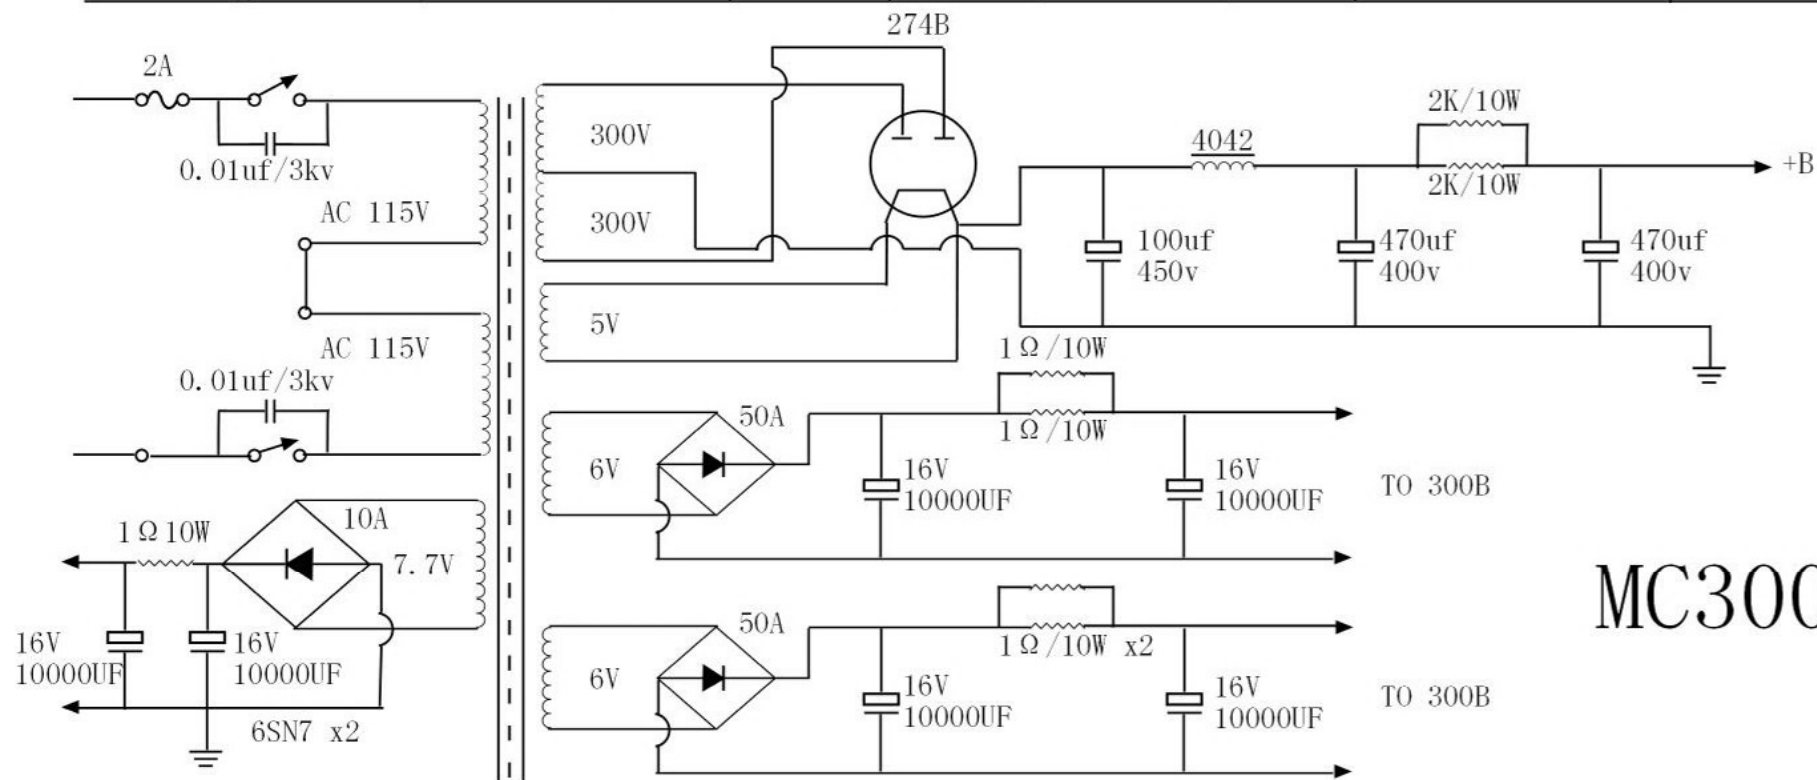 274B
2A
0.01uf/3kv
AC 115V
AC 115V
0.01uf/3kv
300V
300V
5V
4042
2K/10W
2K/10W
+B
100uf
450v
470uf
400v
470uf
400v
1Ω/10W
1Ω/10W
50A
6V
16V
10000UF
16V
10000UF
TO 300B
1Ω10W
10A
7.7V
16V
10000UF
16V
10000UF
6SN7 x2
50A
6V
1Ω/10W x2
16V
10000UF
16V
10000UF
TO 300B
MC300